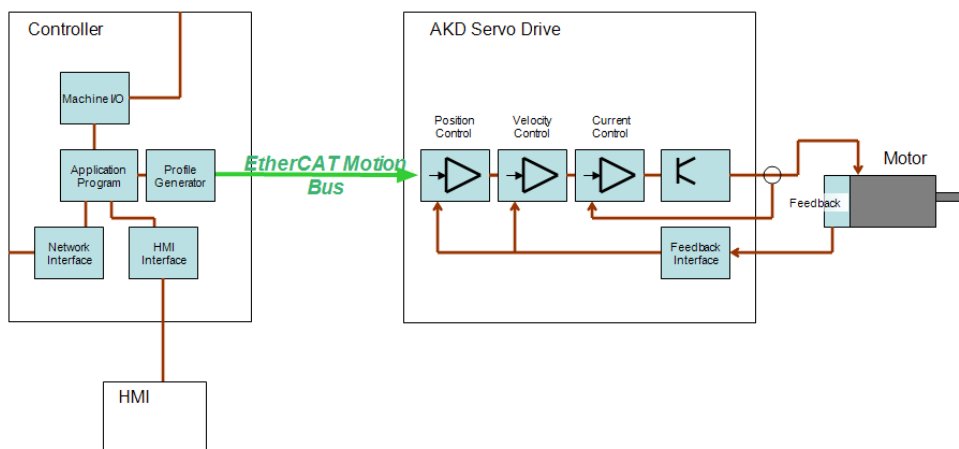 Controller
Machine I/O
Application
Program
Profile
Generator
Network
Interface
HMI
Interface
HMI
EtherCAT Motion
Bus
AKD Servo Drive
Position
Control
Velocity
Control
Current
Control
Feedback
Interface
Motor
Feedback